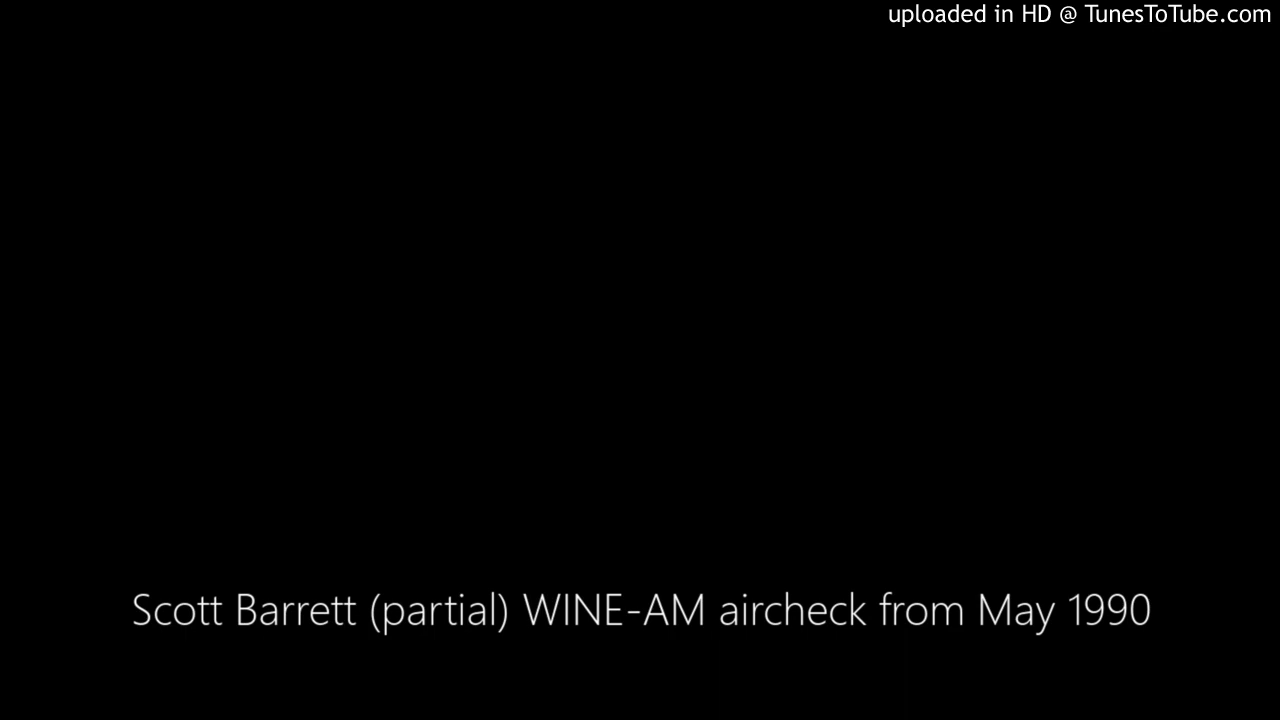 uploaded in HD @ TunesToTube.com
Scott Barrett (partial) WINE-AM aircheck from May 1990